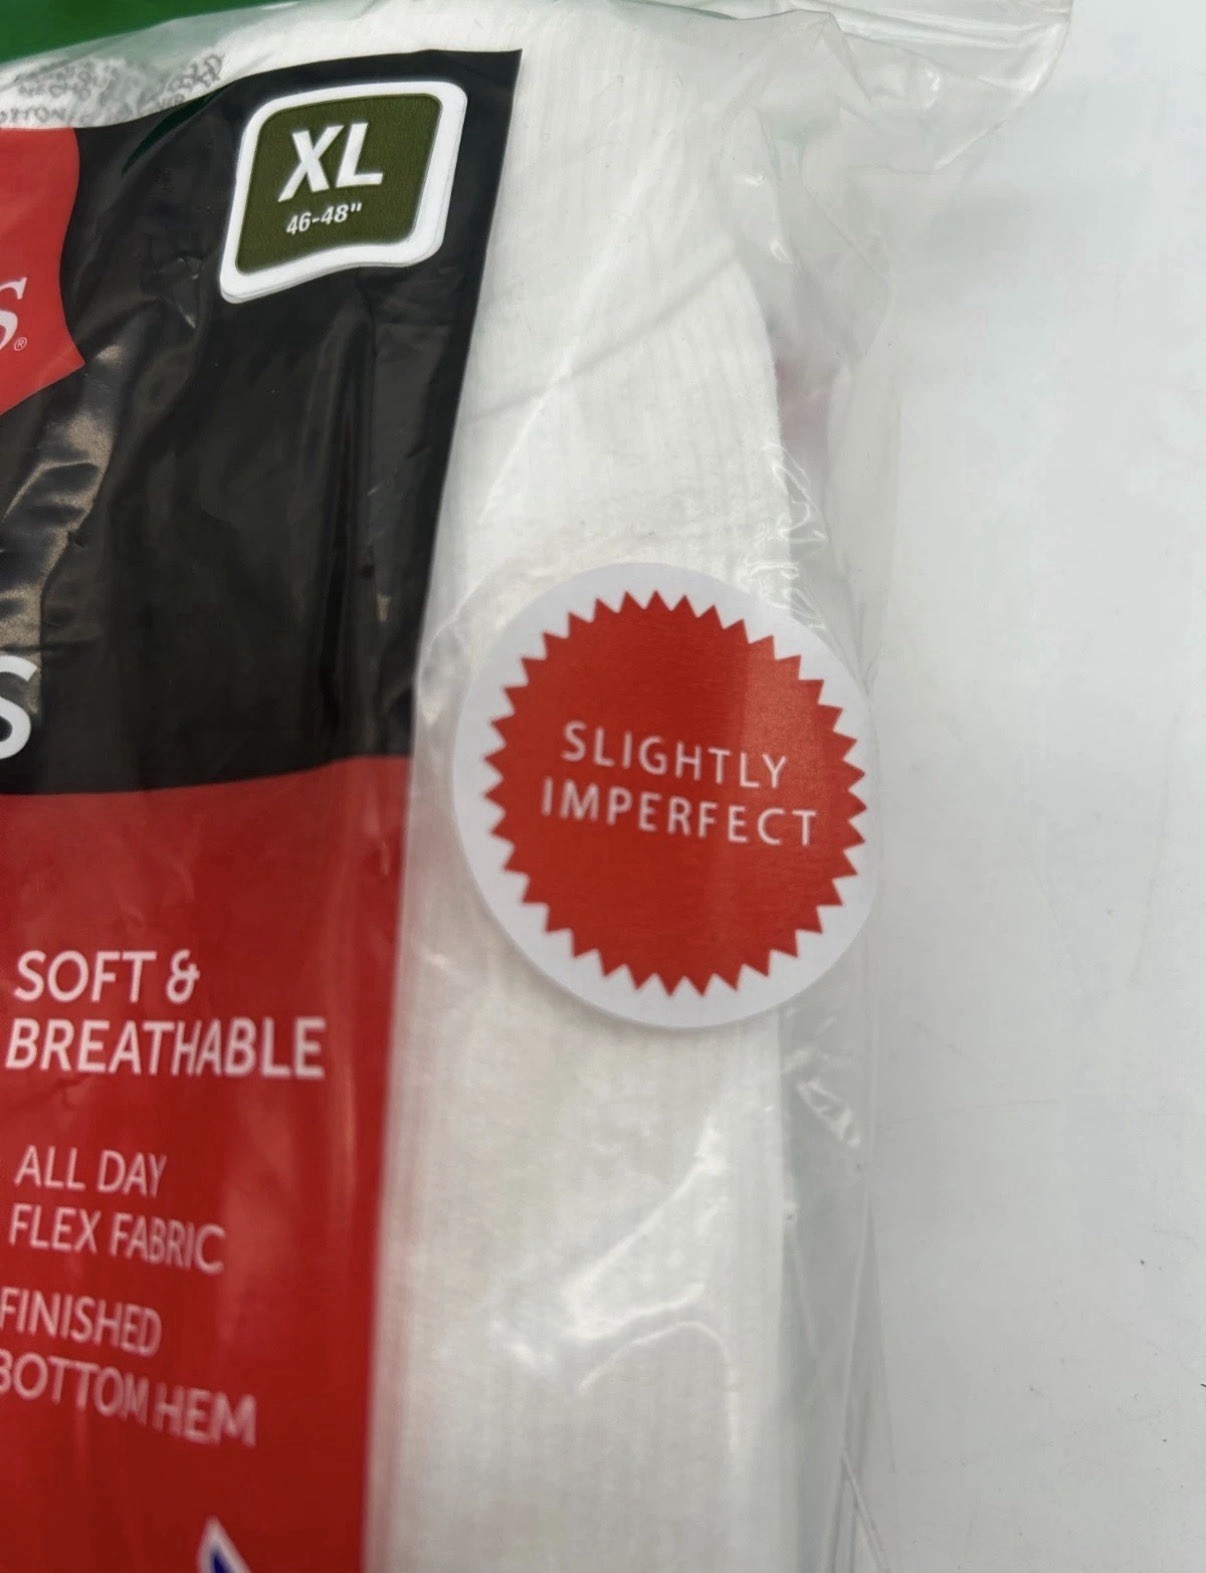 XL
46-48"
S®
S
SLIGHTLY
IMPERFECT
SOFT &
BREATHABLE
ALL DAY
FLEX FABRIC
FINISHED
BOTTOM HEM